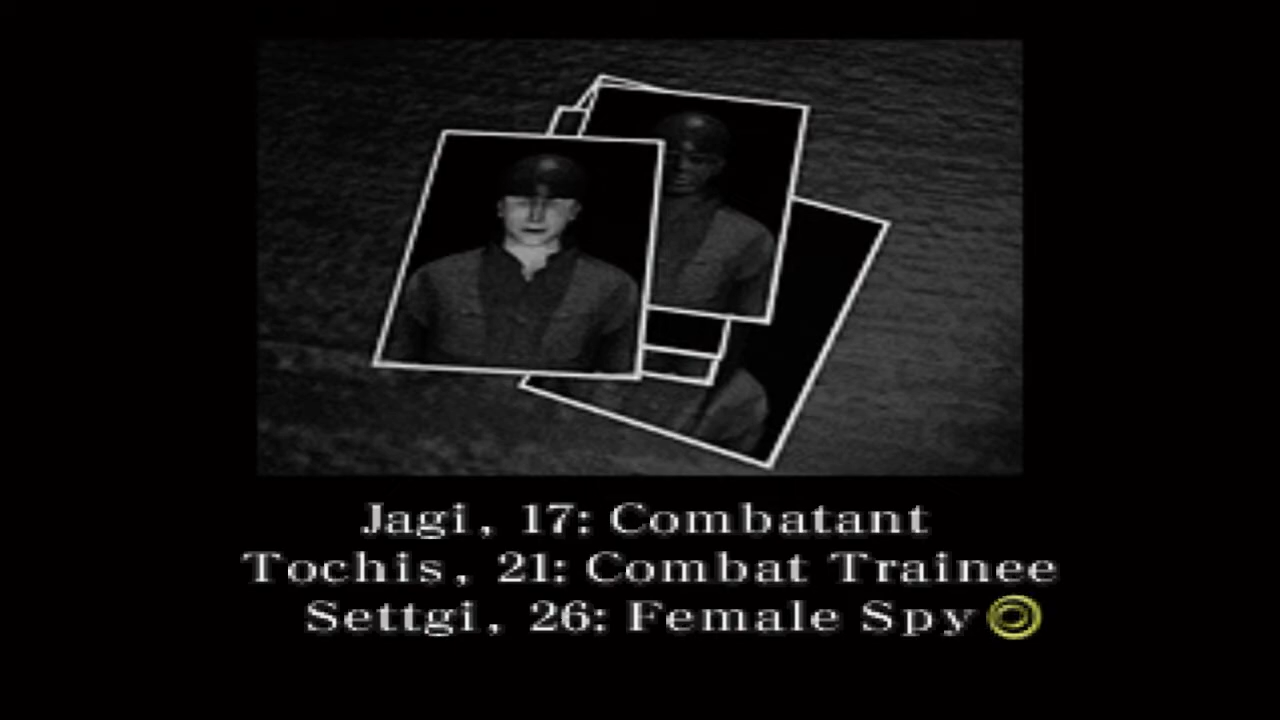 Jagi, 17: Combatant
Tochis, 21: Combat Trainee
Settgi, 26: Female Spy